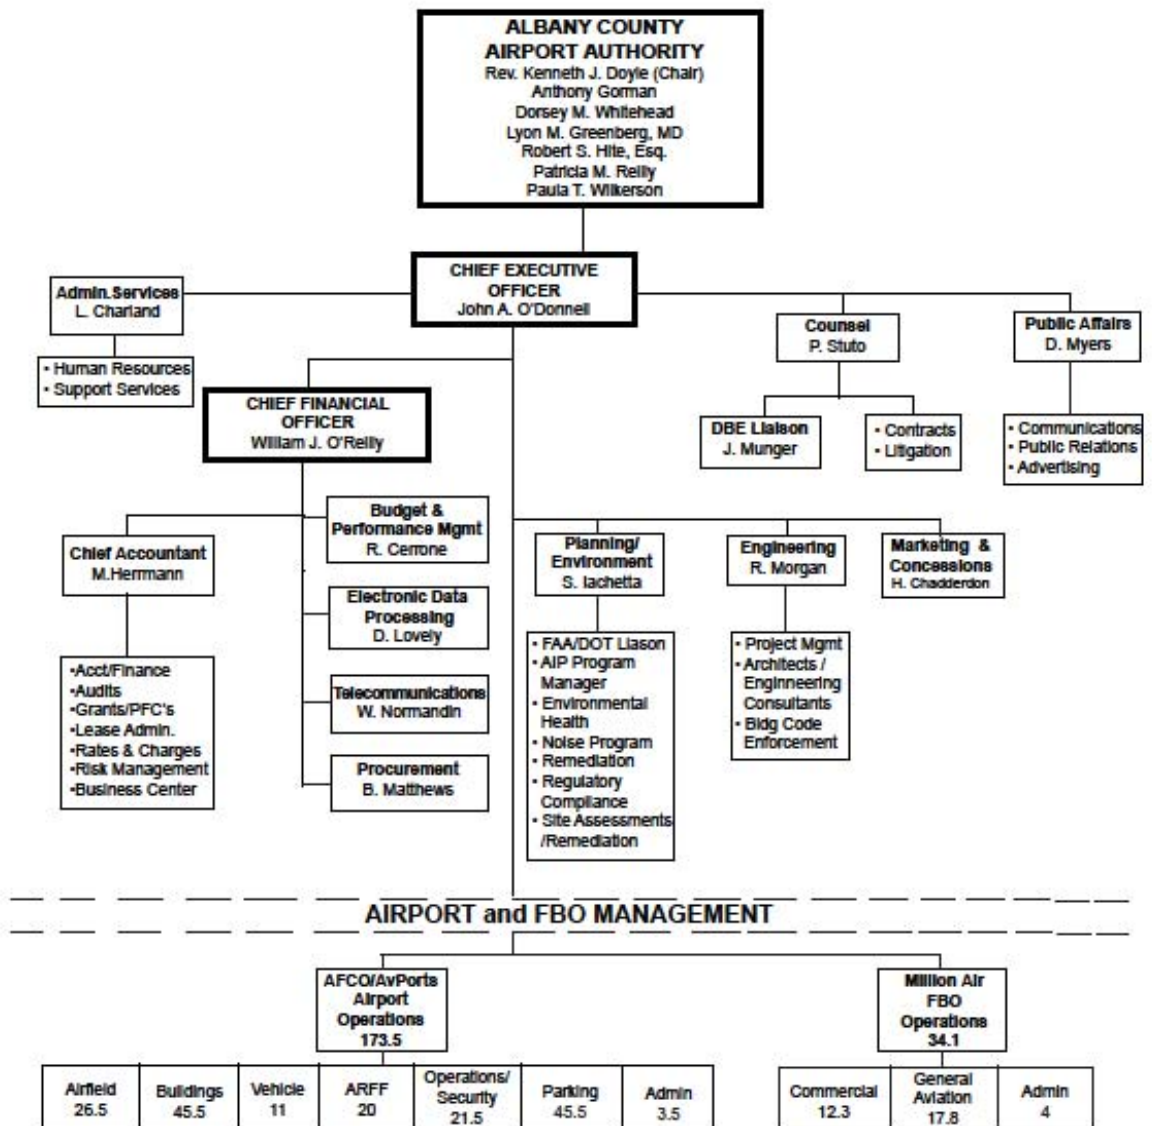 ALBANY COUNTY
AIRPORT AUTHORITY
Rev. Kenneth J. Doyle (Chair)
Anthony Gorman
Dorsey M. Whitehead
Lyon M. Greenberg, MD
Robert S. Hite, Esq.
Patricia M. Reilly
Paula T. Wilkerson
CHIEF EXECUTIVE
OFFICER
John A. O'Donnell
Admin.Services
L. Charland
• Human Resources
• Support Services
Counsel
P. Stuto
Public Affairs
D. Myers
CHIEF FINANCIAL
OFFICER
William J. O'Reilly
DBE Liaison
J. Munger
• Contracts
• Litigation
• Communications
• Public Relations
• Advertising
Chief Accountant
M.Herrmann
Budget &
Performance Mgmt
R. Cerrone
Electronic Data
Processing
D. Lovely
Telecommunications
W. Normandin
Procurement
B. Matthews
•Acct/Finance
•Audits
•Grants/PFC's
•Lease Admin.
•Rates & Charges
•Risk Management
•Business Center
Planning/
Environment
S. Iachetta
Engineering
R. Morgan
Marketing &
Concessions
H. Chadderdon
• FAA/DOT Liason
• AIP Program
Manager
• Environmental
Health
• Noise Program
• Remediation
• Regulatory
Compliance
• Site Assessments
/Remediation
• Project Mgmt
• Architects /
Engineering
Consultants
• Bldg Code
Enforcement
AIRPORT and FBO MANAGEMENT
AFCO/AvPorts
Airport
Operations
173.5
Million Air
FBO
Operations
34.1
Airfield
26.5
Buildings
45.5
Vehicle
11
ARFF
20
Operations/
Security
21.5
Parking
45.5
Admin
3.5
Commercial
12.3
General
Aviation
17.8
Admin
4